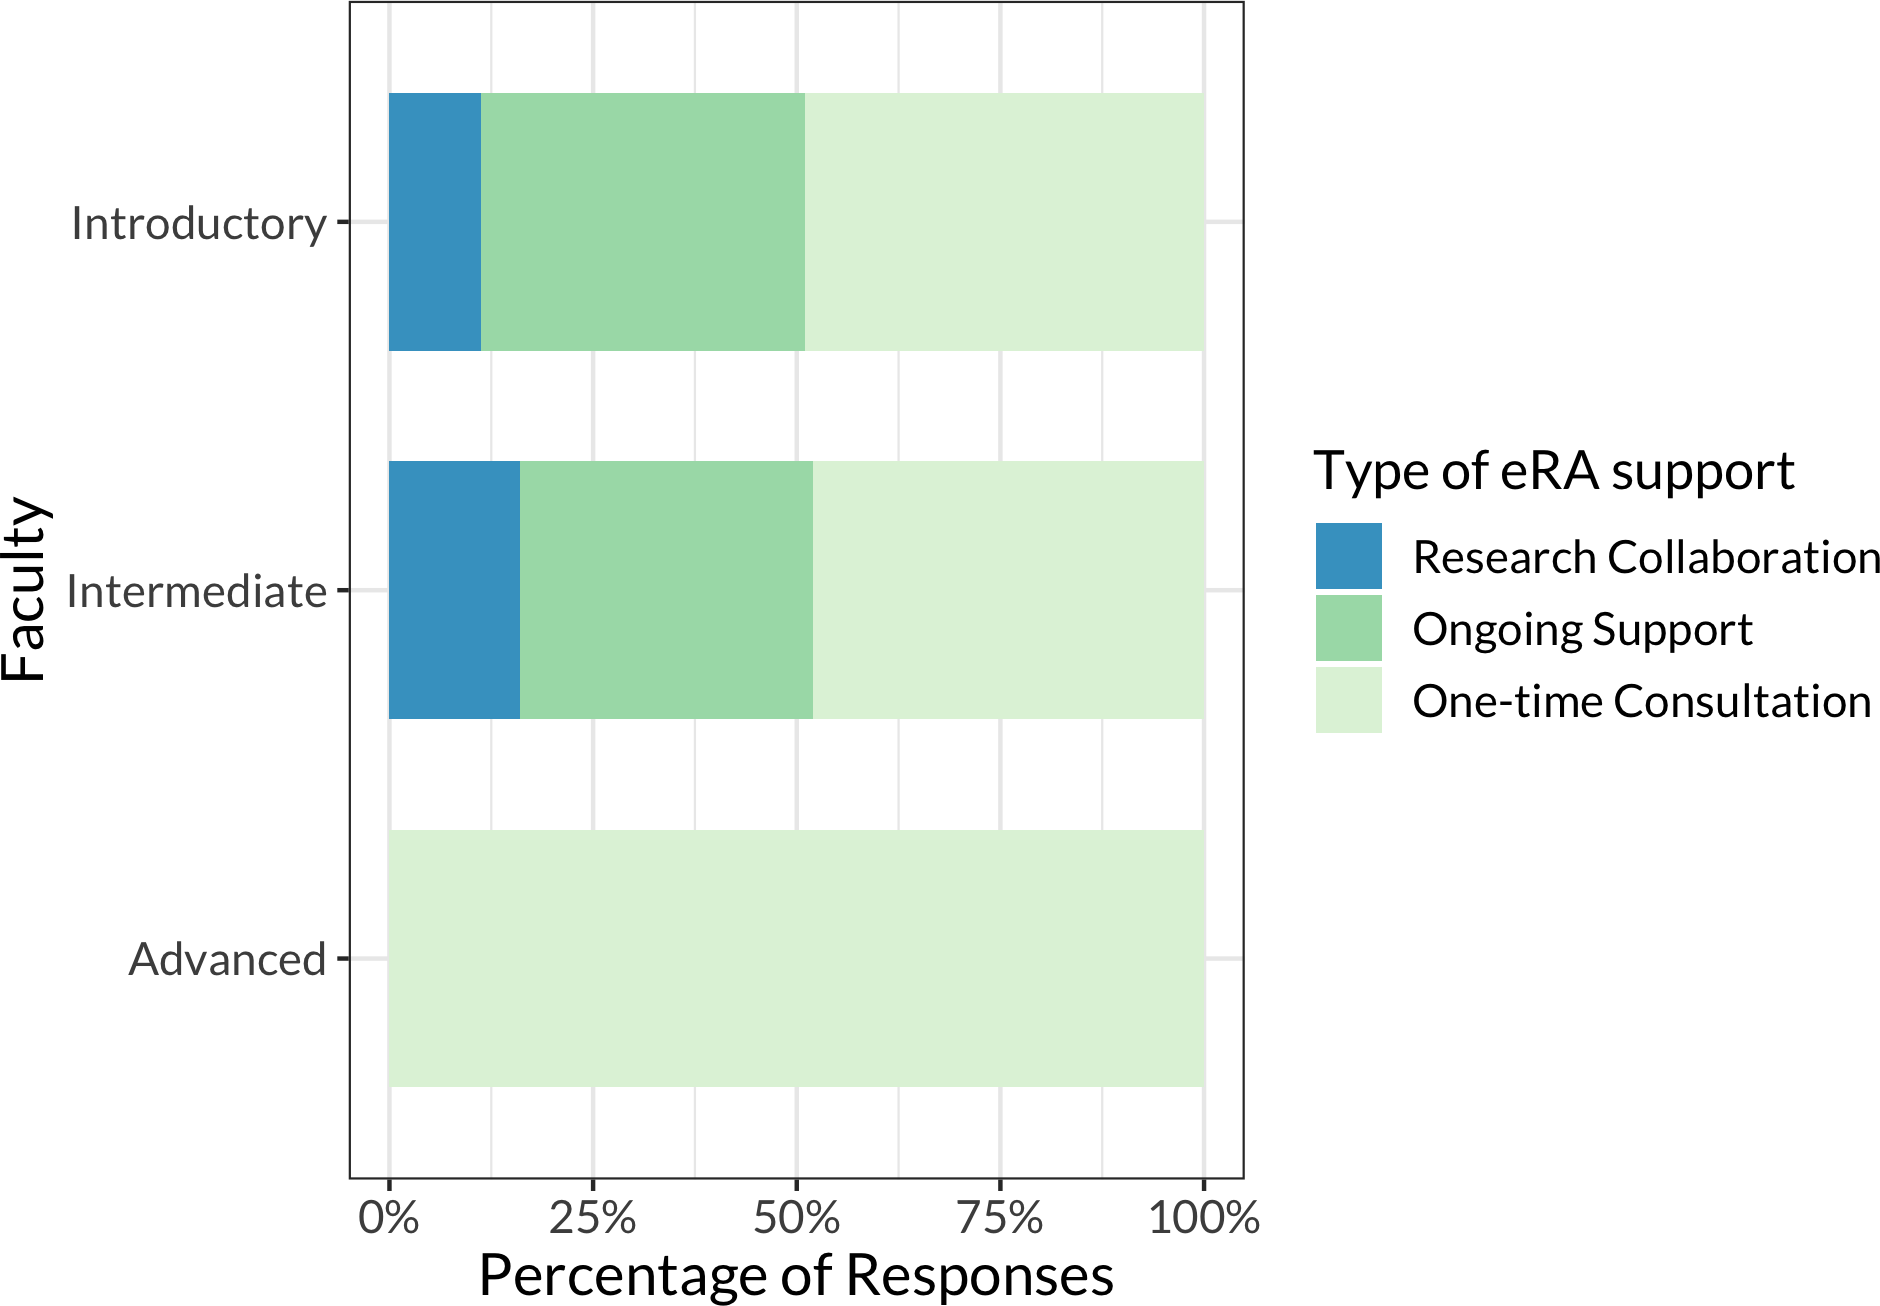 Faculty
Introductory
Intermediate
Advanced
0% 25% 50% 75% 100%
Percentage of Responses
Type of eRA support
Research Collaboration
Ongoing Support
One-time Consultation